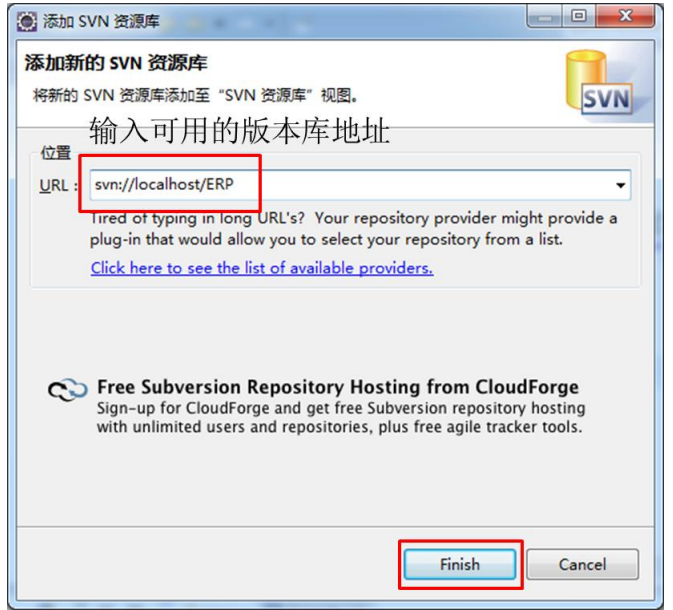 添加 SVN 资源库
添加新的 SVN 资源库
将新的 SVN 资源库添加至“SVN 资源库”视图。
SVN
输入可用的版本库地址
位置
URL：
svn://localhost/ERP
Tired of typing in long URL's? Your repository provider might provide a
plug-in that would allow you to select your repository from a list.
Click here to see the list of available providers.
Free Subversion Repository Hosting from CloudForge
Sign-up for CloudForge and get free Subversion repository hosting
with unlimited users and repositories, plus free agile tracker tools.
Finish
Cancel